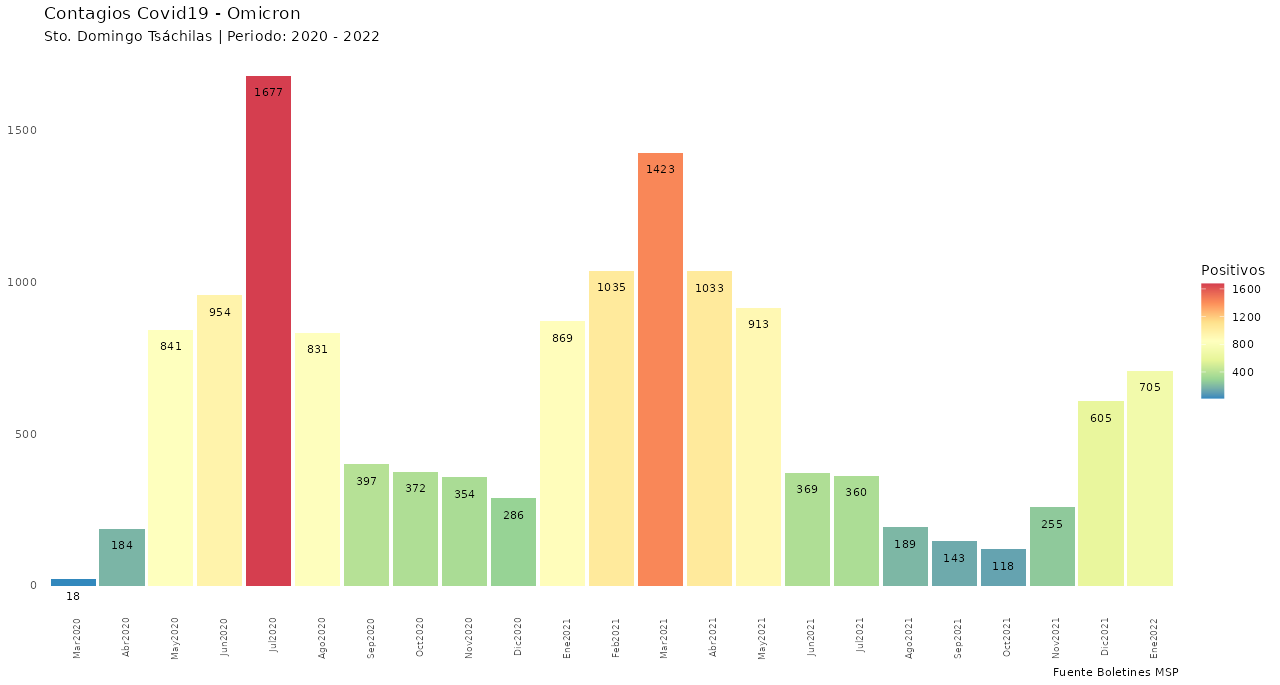 Contagios Covid19 - Omicron
Sto. Domingo Tsáchilas | Periodo: 2020 - 2022
1500
1000
500
0
18
184
841
954
1677
831
397
372
354
286
869
1035
1423
1033
913
369
360
189
143
118
255
605
705
Mar2020
Abr2020
May2020
Jun2020
Jul2020
Ago2020
Sep2020
Oct2020
Nov2020
Dic2020
Ene2021
Feb2021
Mar2021
Abr2021
May2021
Jun2021
Jul2021
Ago2021
Sep2021
Oct2021
Nov2021
Dic2021
Ene2022
Positivos
1600
1200
800
400
Fuente Boletines MSP